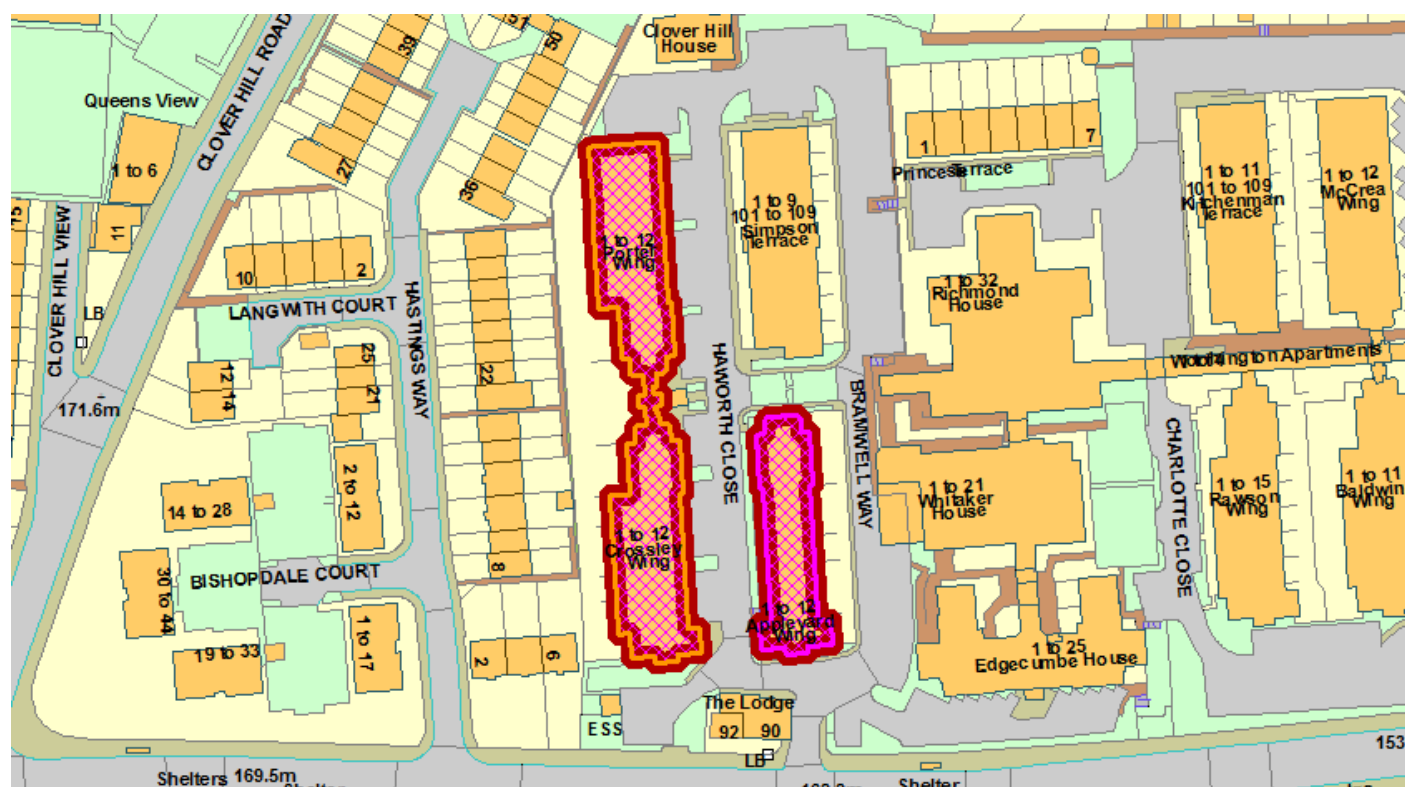 51
50
39
CLOVER HILL ROAD
Clover Hill
House
Queens View
1 to 6
27
36
1
7
Princess Terrace
1 to 9
101 to 109
Simpson
Terrace
1 to 11
101 to 109
Kitchenman
Terrace
1 to 12
McCrea
Wing
15
11
CLOVER HILL VIEW
LB
10
2
LANGWITH COURT
HASTINGS WAY
1 to 12
Porter
Wing
1 to 32
Richmond
House
171.6m
12
14
25
21
22
HAWORTH CLOSE
BRAMWELL WAY
Apartments
CHARLOTTE CLOSE
2 to 12
14 to 28
1 to 21
Whitaker
House
1 to 15
Rawson
Wing
1 to 11
Baldwin
Wing
1 to 12
Crossley
Wing
8
BISHOPDALE COURT
30 to 44
19 to 33
1 to 17
2
6
1 to 12
Appleyard
Wing
1 to 25
Edgecumbe House
The Lodge
92
90
ESS
LB
153
Shelters
169.5m
Shelter